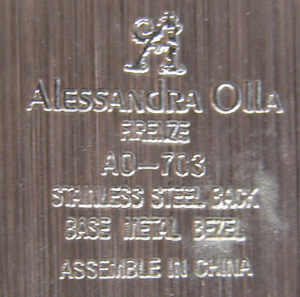 Alessandra Olla
FIRENZE
AO-703
STAINLESS STEEL BACK
BASE METAL BEZEL
ASSEMBLE IN CHINA